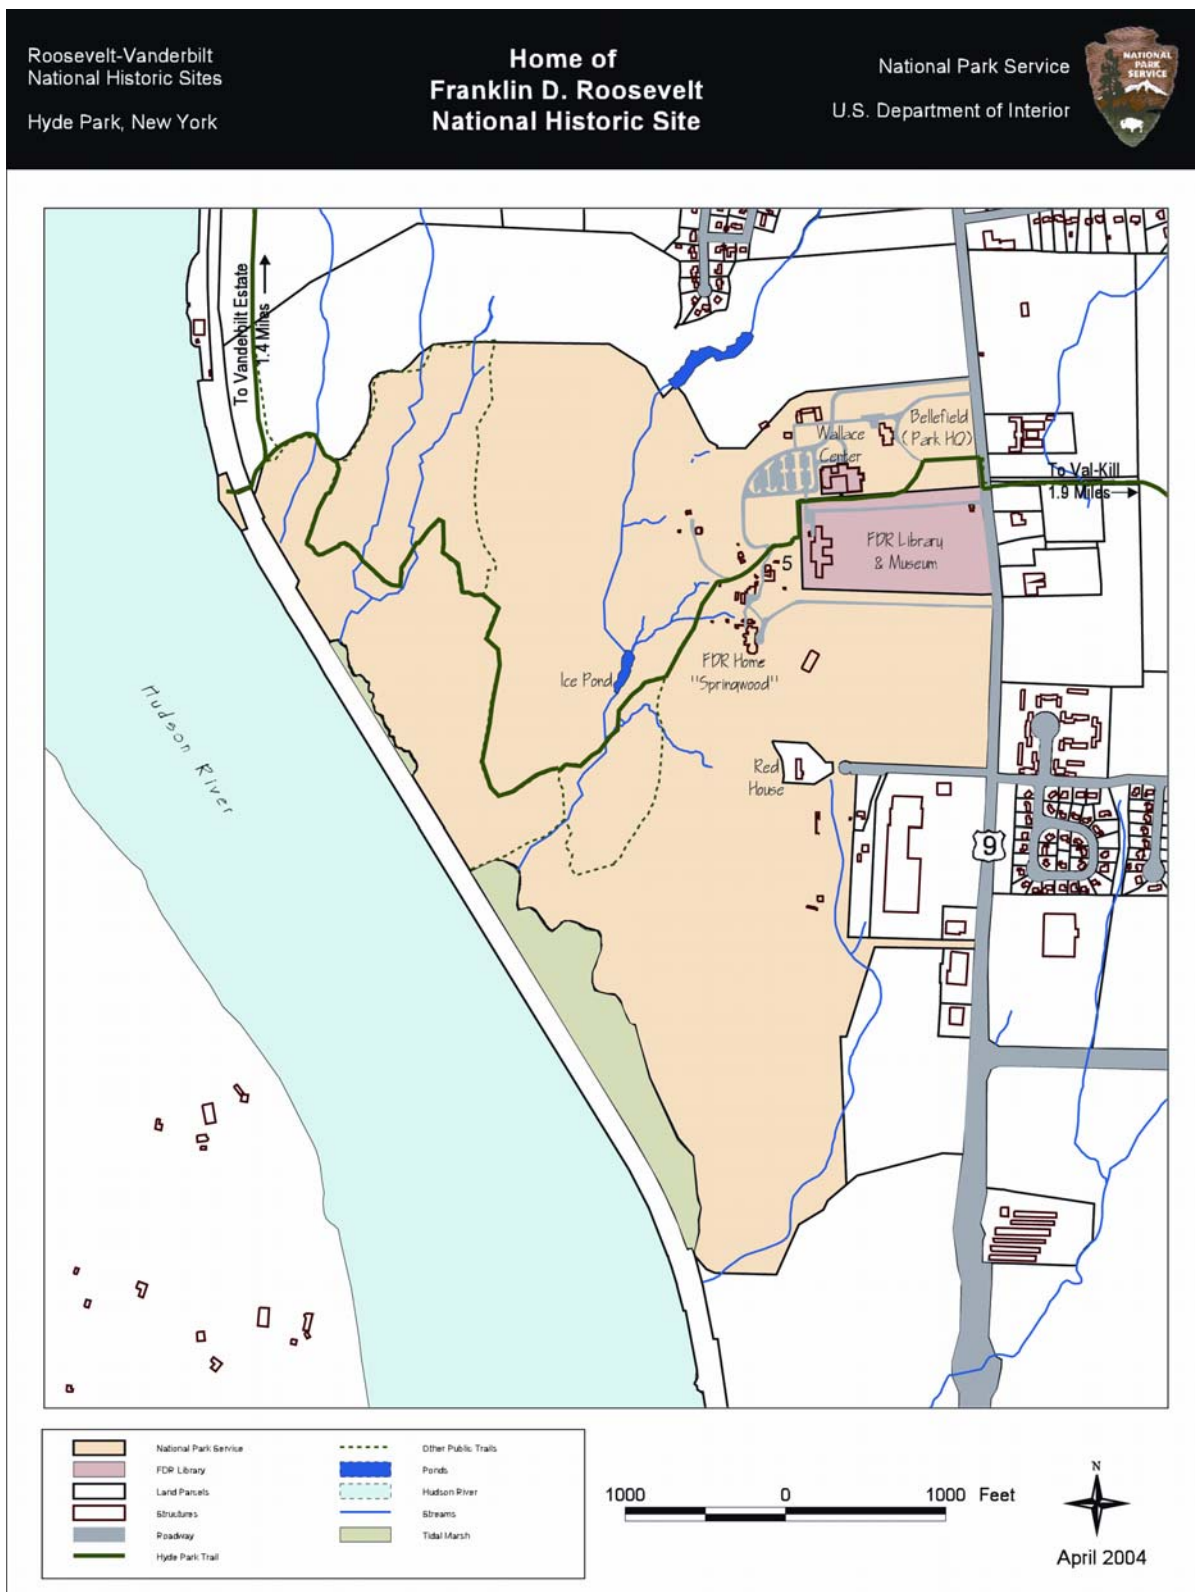 Roosevelt-Vanderbilt
National Historic Sites
Hyde Park, New York
Home of
Franklin D. Roosevelt
National Historic Site
National Park Service
U.S. Department of Interior
NATIONAL
PARK
SERVICE
To Vanderbilt Estate
1.4 Miles
Wallace
Center
Bellefield
(Park HQ)
To Val-Kill
1.9 Miles
FDR Library
& Museum
5
FDR Home
"Springwood"
Ice Pond
Red
House
Hudson River
9
National Park Service
FDR Library
Land Parcels
Structures
Roadway
Hyde Park Trail
Other Public Trails
Ponds
Hudson River
Streams
Tidal Marsh
1000 0 1000 Feet
N
April 2004